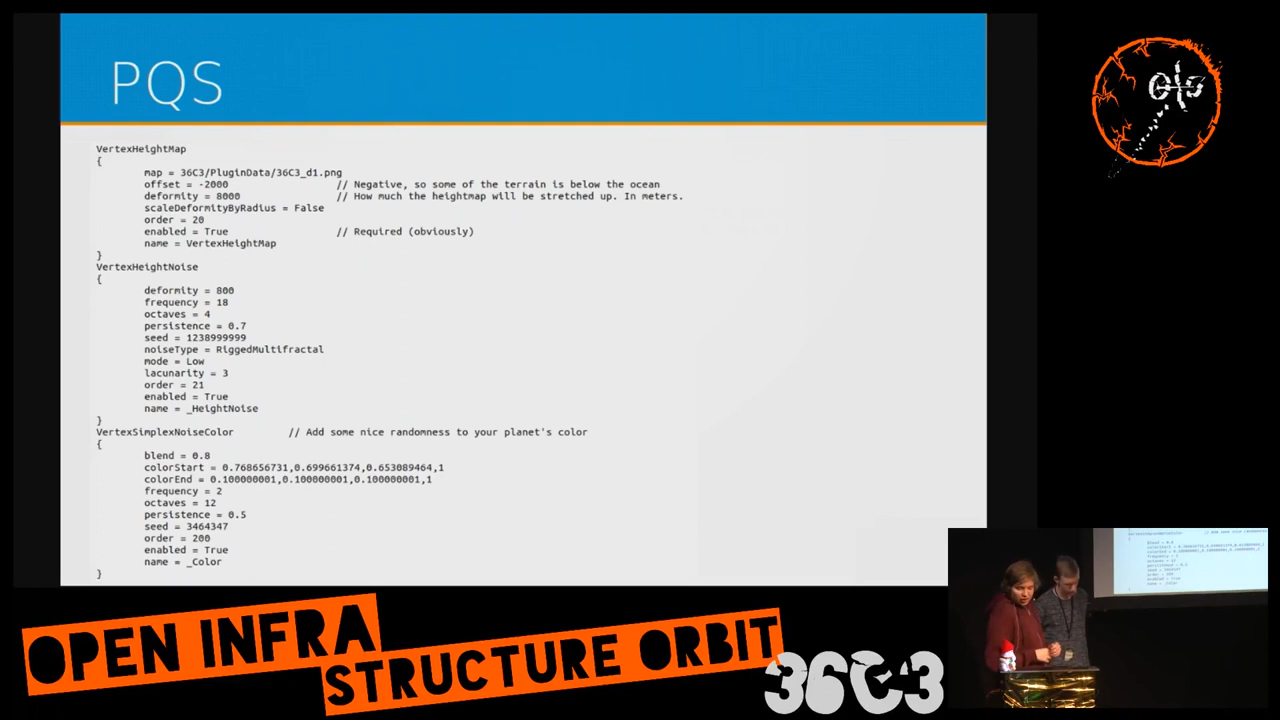 PQS
VertexHeightMap
{
map = 36C3/PluginData/36C3_d1.png
offset = -2000 // Negative, so some of the terrain is below the ocean
deformity = 8000 // How much the heightmap will be stretched up. In meters.
scaleDeformityByRadius = False
order = 20
enabled = True // Required (obviously)
name = VertexHeightMap
}
VertexHeightNoise
{
deformity = 800
frequency = 18
octaves = 4
persistence = 0.7
seed = 1238999999
noiseType = RiggedMultifractal
mode = Low
lacunarity = 3
order = 21
enabled = True
name = _HeightNoise
}
VertexSimplexNoiseColor // Add some nice randomness to your planet's color
{
blend = 0.8
colorStart = 0.768656731,0.699661374,0.653089464,1
colorEnd = 0.100000001,0.100000001,0.100000001,1
frequency = 2
octaves = 12
persistence = 0.5
seed = 3464347
order = 200
enabled = True
name = _Color
}
OIO
OPEN INFRA
STRUCTURE ORBIT
36C3